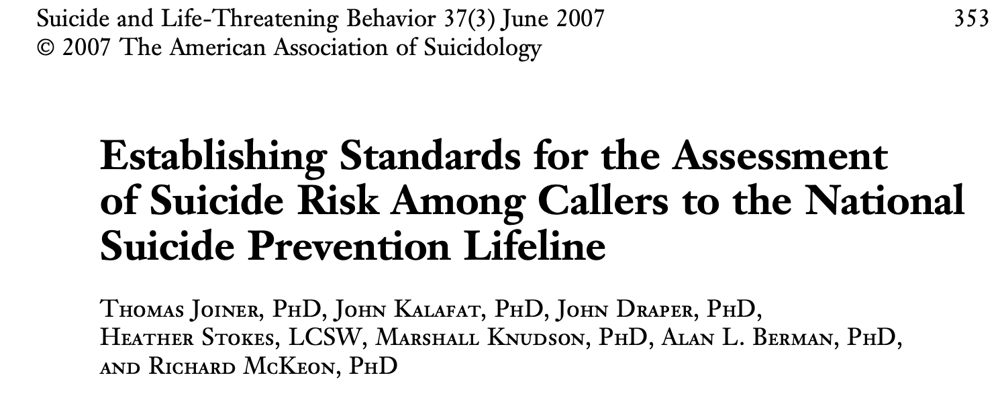 Suicide and Life-Threatening Behavior 37(3) June 2007 353
© 2007 The American Association of Suicidology
Establishing Standards for the Assessment
of Suicide Risk Among Callers to the National
Suicide Prevention Lifeline
Thomas Joiner, PhD, John Kalafat, PhD, John Draper, PhD,
Heather Stokes, LCSW, Marshall Knudson, PhD, Alan L. Berman, PhD,
and Richard McKeon, PhD